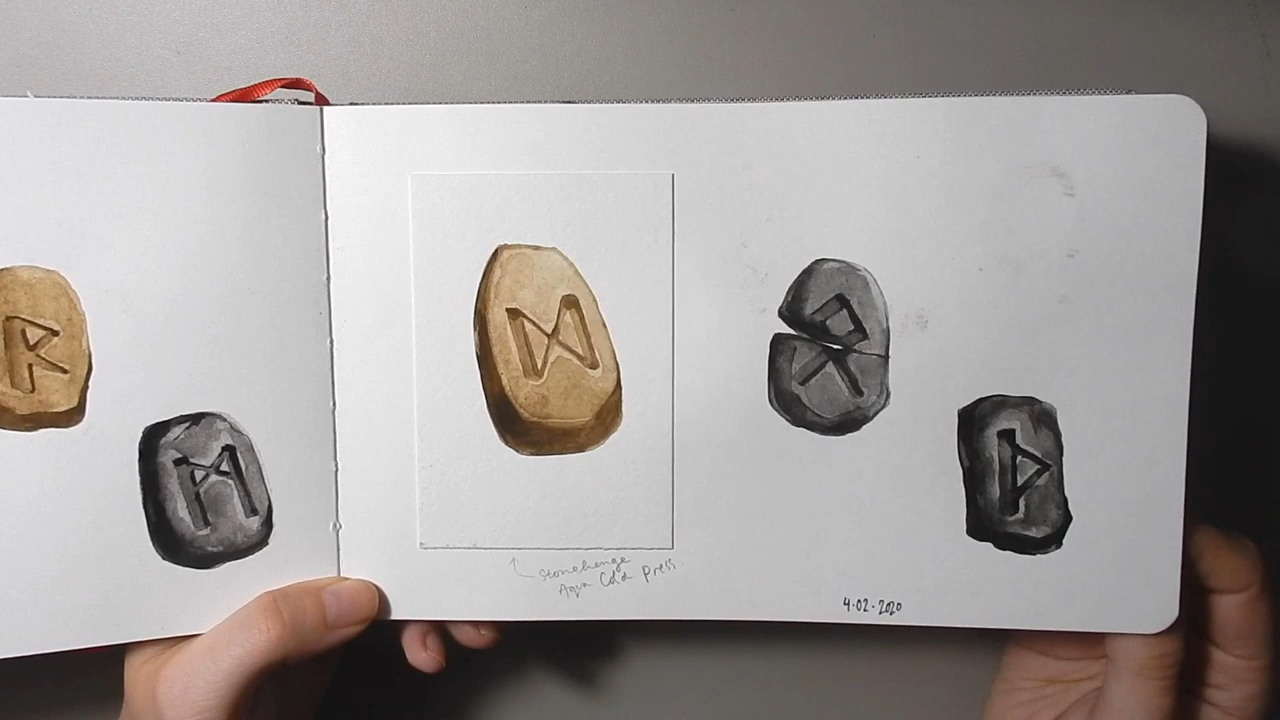 ᚱ
ᛗ
ᛞ
ᛟ
ᚦ
Stonehenge
Aqua Cold Press
4·02·2020